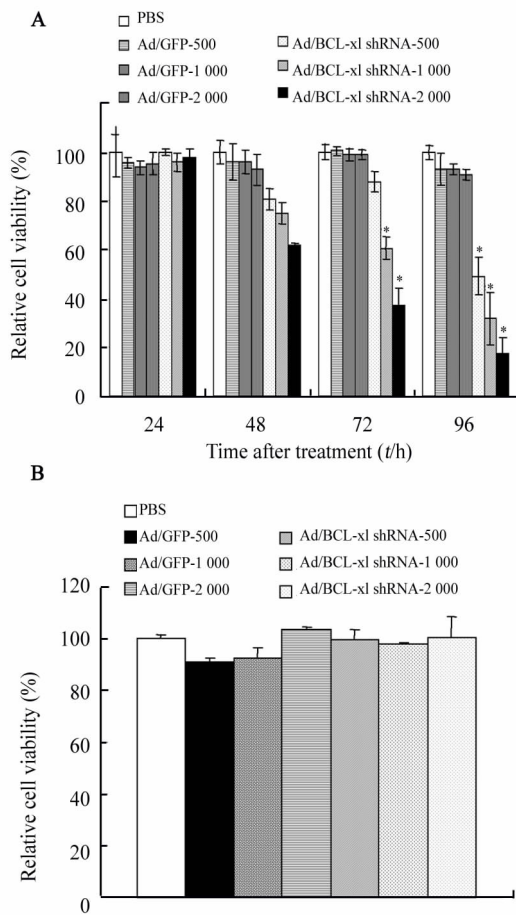 A
PBS
Ad/GFP-500
Ad/BCL-xl shRNA-500
Ad/GFP-1 000
Ad/BCL-xl shRNA-1 000
Ad/GFP-2 000
Ad/BCL-xl shRNA-2 000
Relative cell viability (%)
100
80
60
40
20
0
* * * * *
24 48 72 96
Time after treatment (t/h)
B
PBS
Ad/GFP-500
Ad/BCL-xl shRNA-500
Ad/GFP-1 000
Ad/BCL-xl shRNA-1 000
Ad/GFP-2 000
Ad/BCL-xl shRNA-2 000
Relative cell viability (%)
120
100
80
60
40
20
0